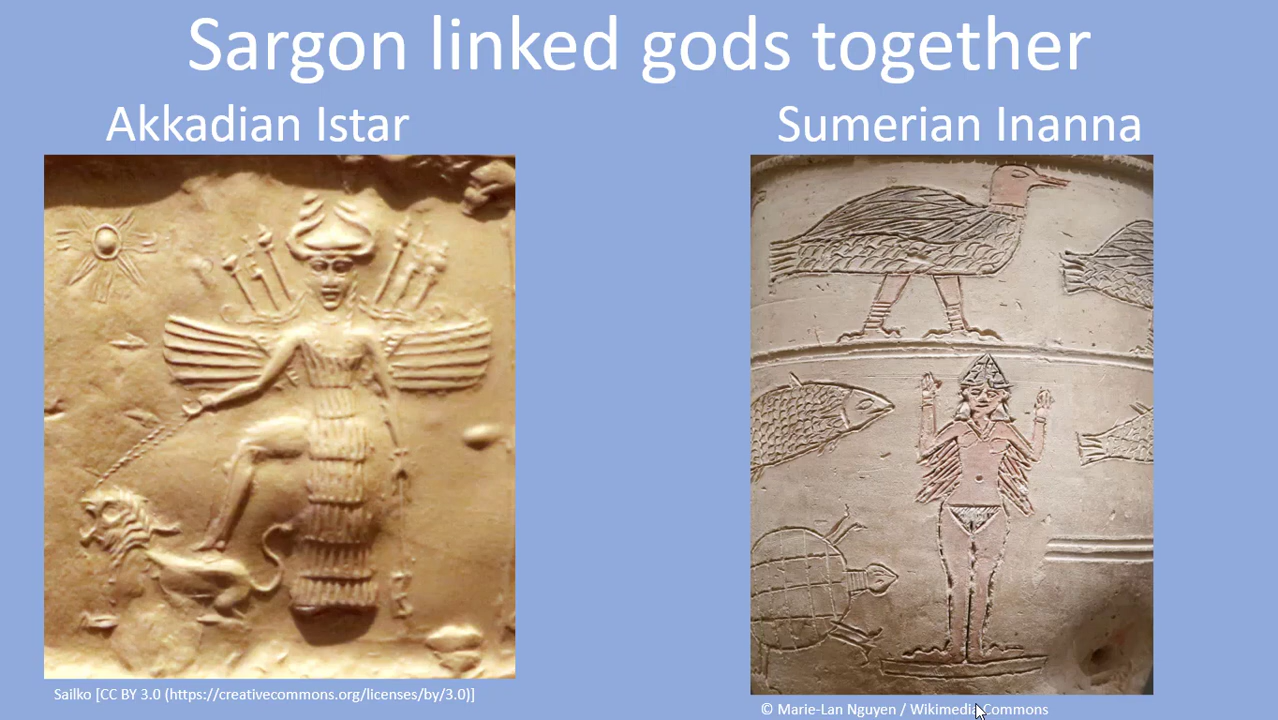 Sargon linked gods together
Akkadian Istar
Sumerian Inanna
Sailko [CC BY 3.0 (https://creativecommons.org/licenses/by/3.0)]
© Marie-Lan Nguyen / Wikimedia Commons